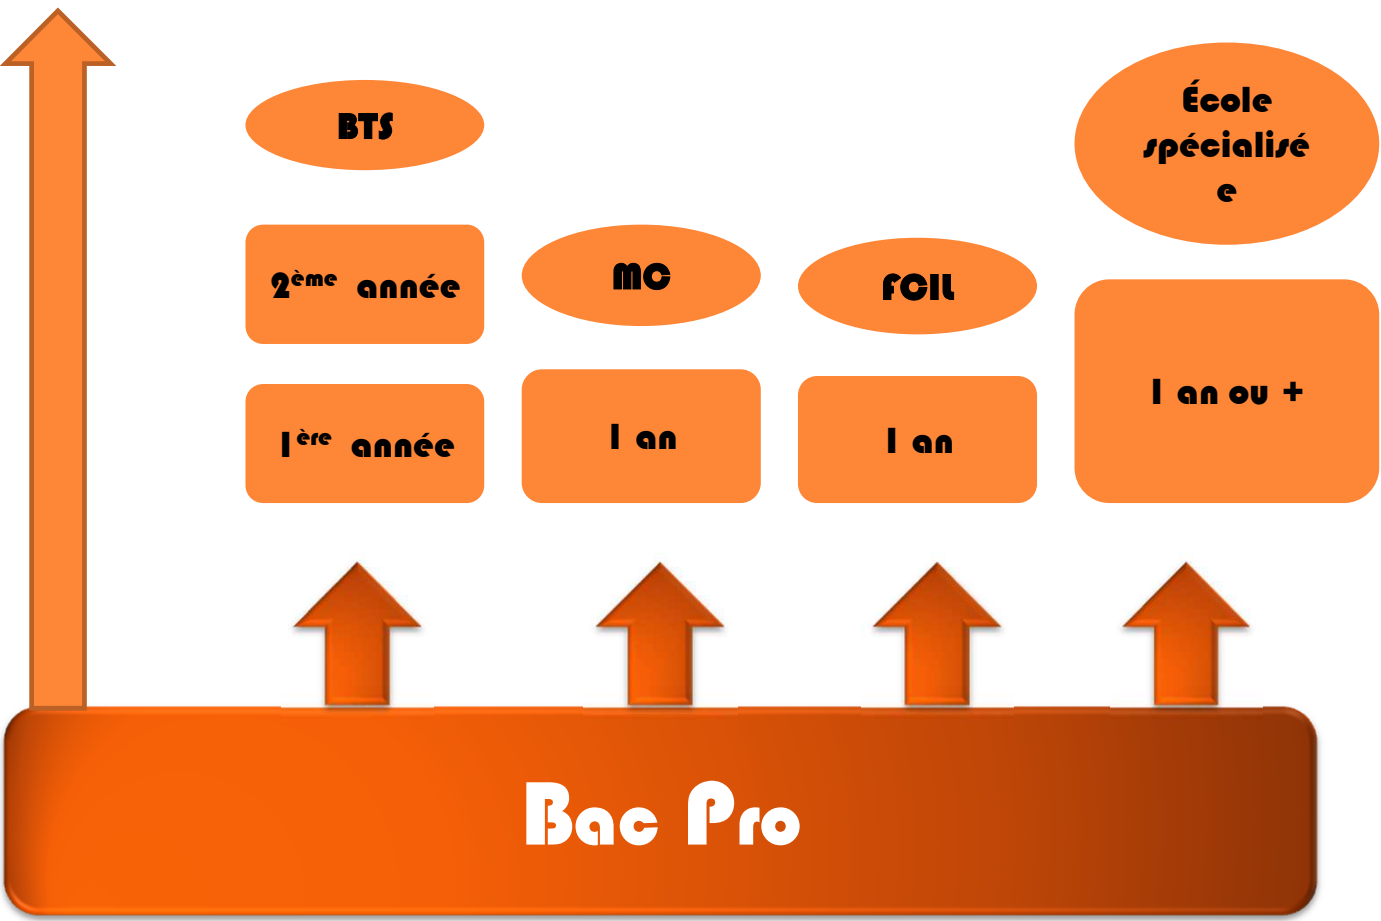 BTS
2ème année
1ère année
MC
1 an
FCIL
1 an
École
spécialisé
e
1 an ou +
Bac Pro